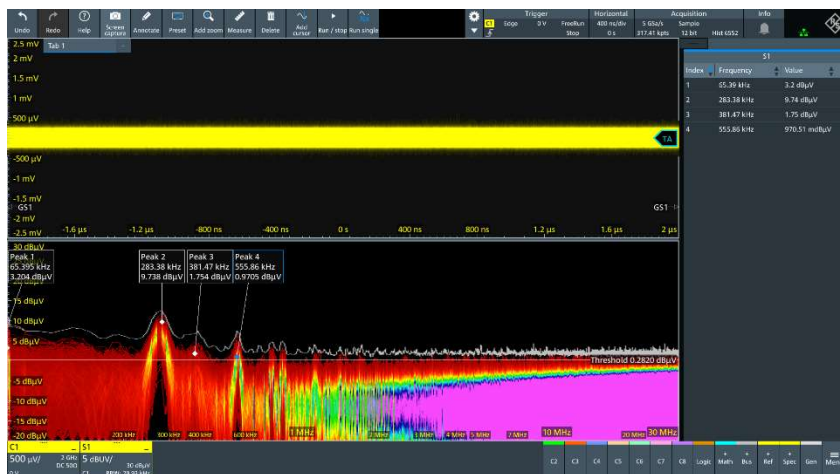 Undo Redo Help Screen capture Annotate Preset Add zoom Measure Delete Add cursor Run / stop Run single
Trigger
C1 Edge 0 V FreeRun
Stop
Horizontal
400 ns/div
0 s
Acquisition
5 GSa/s Sample
317.41 kpts 12 bit Hist 6552
Info
Tab 1
2.5 mV
2 mV
1.5 mV
1 mV
500 µV
TA
-500 µV
-1 mV
-1.5 mV
GS1 GS1
-2 mV
-2.5 mV
-1.6 µs -1.2 µs -800 ns -400 ns 0 s 400 ns 800 ns 1.2 µs 1.6 µs 2 µs
S1
Index Frequency Value
1 65.39 kHz 3.2 dBµV
2 283.38 kHz 9.74 dBµV
3 381.47 kHz 1.75 dBµV
4 555.86 kHz 970.51 mdBµV
30 dBµV
Peak 1
65.395 kHz
3.204 dBµV
Peak 2
283.38 kHz
9.738 dBµV
Peak 3
381.47 kHz
1.754 dBµV
Peak 4
555.86 kHz
0.9705 dBµV
15 dBµV
10 dBµV
5 dBµV
Threshold 0.2820 dBµV
-5 dBµV
-10 dBµV
-15 dBµV
-20 dBµV
200 kHz 300 kHz 400 kHz 600 kHz 1 MHz 2 MHz 3 MHz 4 MHz 5 MHz 7 MHz 10 MHz 20 MHz 30 MHz
C1
500 µV/ 2 GHz
DC 50Ω
0 V
S1
5 dBUV/
30 dBµV
C2 C3 C4 C5 C6 C7 C8 Logic Math Bus Ref Spec Gen Menu